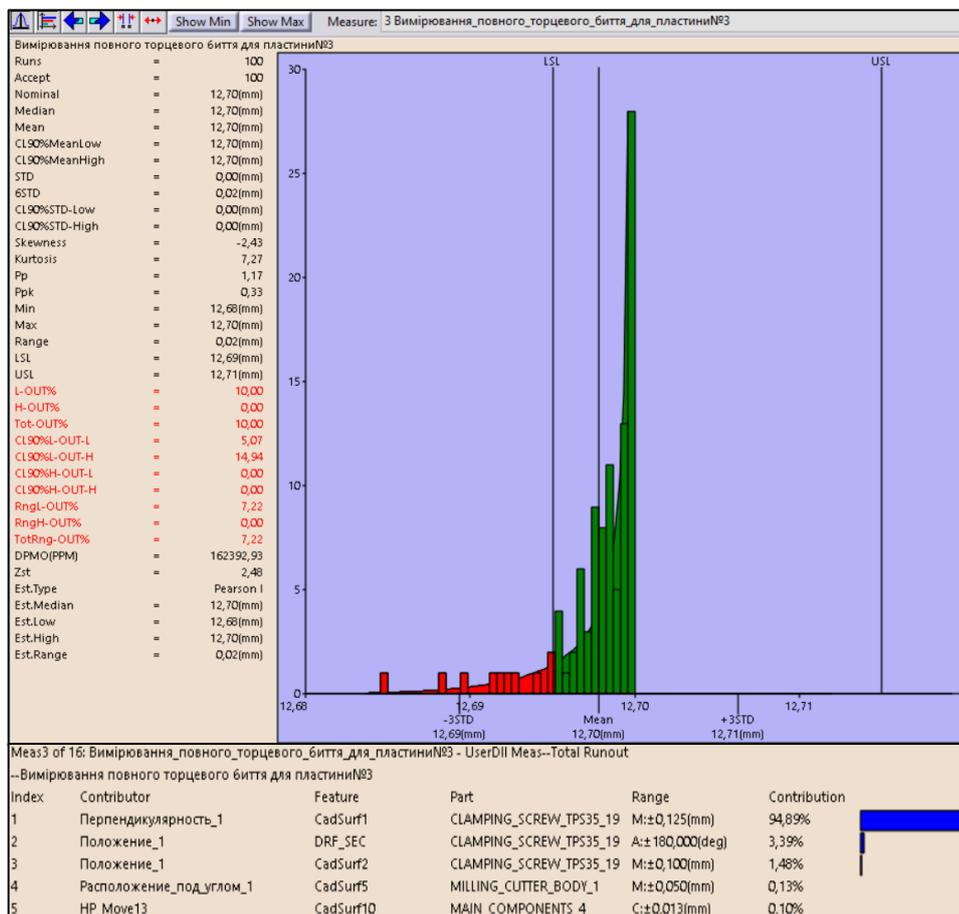 Show Min Show Max Measure: 3 Вимірювання_повного_торцевого_биття_для_пластини№3
Вимірювання повного торцевого биття для пластини№3
Runs = 100
Accept = 100
Nominal = 12,70(mm)
Median = 12,70(mm)
Mean = 12,70(mm)
CL90%MeanLow = 12,70(mm)
CL90%MeanHigh = 12,70(mm)
STD = 0,00(mm)
6STD = 0,02(mm)
CL90%STD-Low = 0,00(mm)
CL90%STD-High = 0,00(mm)
Skewness = -2,43
Kurtosis = 7,27
Pp = 1,17
Ppk = 0,33
Min = 12,68(mm)
Max = 12,70(mm)
Range = 0,02(mm)
LSL = 12,69(mm)
USL = 12,71(mm)
L-OUT% = 10,00
H-OUT% = 0,00
Tot-OUT% = 10,00
CL90%L-OUT-L = 5,07
CL90%L-OUT-H = 14,94
CL90%H-OUT-L = 0,00
CL90%H-OUT-H = 0,00
RngL-OUT% = 7,22
RngH-OUT% = 0,00
TotRng-OUT% = 7,22
DPMO(PPM) = 162392,93
Zst = 2,48
Est.Type Pearson I
Est.Median = 12,70(mm)
Est.Low = 12,68(mm)
Est.High = 12,70(mm)
Est.Range = 0,02(mm)
LSL USL
30
25
20
15
10
5
0
12,68 12,69 12,70 12,71
-3STD Mean +3STD
12,69(mm) 12,70(mm) 12,71(mm)
Meas3 of 16: Вимірювання_повного_торцевого_биття_для_пластини№3 - UserDll Meas--Total Runout
--Вимірювання повного торцевого биття для пластини№3
Index Contributor Feature Part Range Contribution
1 Перпендикулярность_1 CadSurf1 CLAMPING_SCREW_TPS35_19 M:±0,125(mm) 94,89%
2 Положение_1 DRF_SEC CLAMPING_SCREW_TPS35_19 A:±180,000(deg) 3,39%
3 Положение_1 CadSurf2 CLAMPING_SCREW_TPS35_19 M:±0,100(mm) 1,48%
4 Расположение_под_углом_1 CadSurf5 MILLING_CUTTER_BODY_1 M:±0,050(mm) 0,13%
5 HP_Move13 CadSurf10 MAIN_COMPONENTS_4 C:±0,013(mm) 0,10%